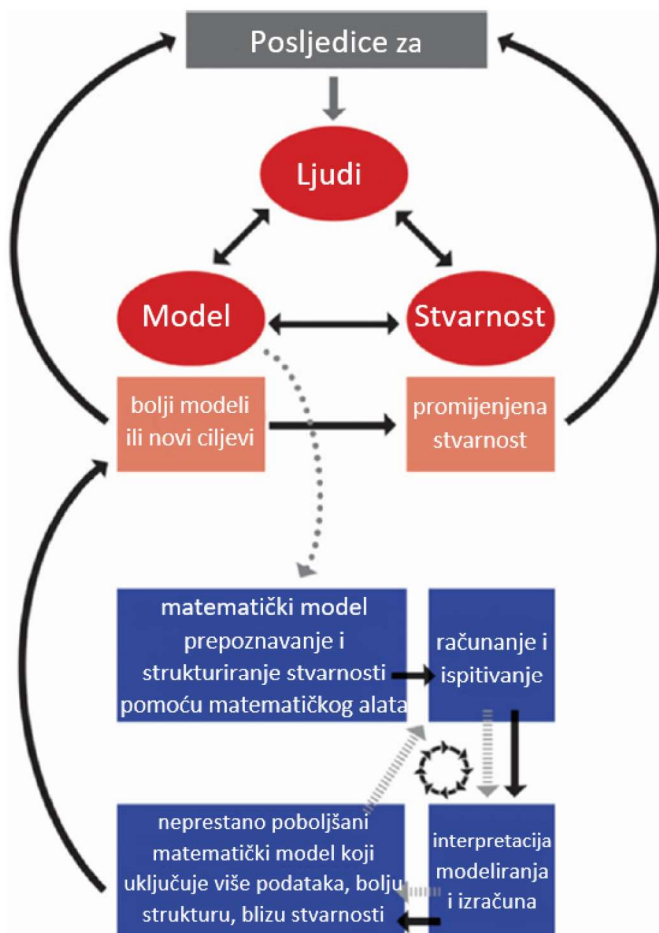 Posljedice za
Ljudi
Model
Stvarnost
bolji modeli
ili novi ciljevi
promijenjena
stvarnost
matematički model
prepoznavanje i
strukturiranje stvarnosti
pomoću matematičkog alata
računanje i
ispitivanje
neprestano poboljšani
matematički model koji
uključuje više podataka, bolju
strukturu, blizu stvarnosti
interpretacija
modeliranja
i izračuna